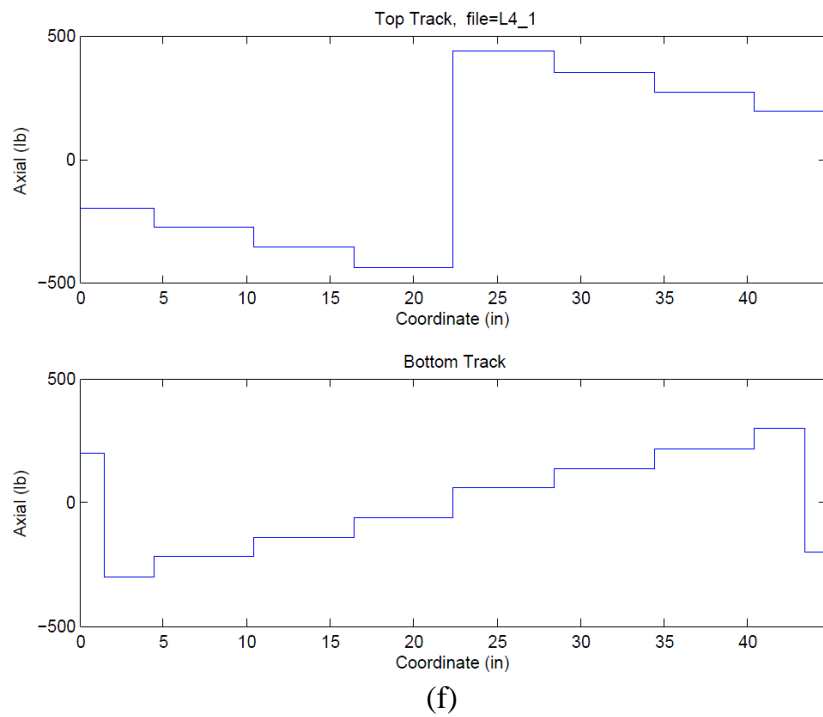 Top Track, file=L4_1
500
0
−500
Axial (lb)
0 5 10 15 20 25 30 35 40
Coordinate (in)
Bottom Track
500
0
−500
Axial (lb)
0 5 10 15 20 25 30 35 40
Coordinate (in)
(f)